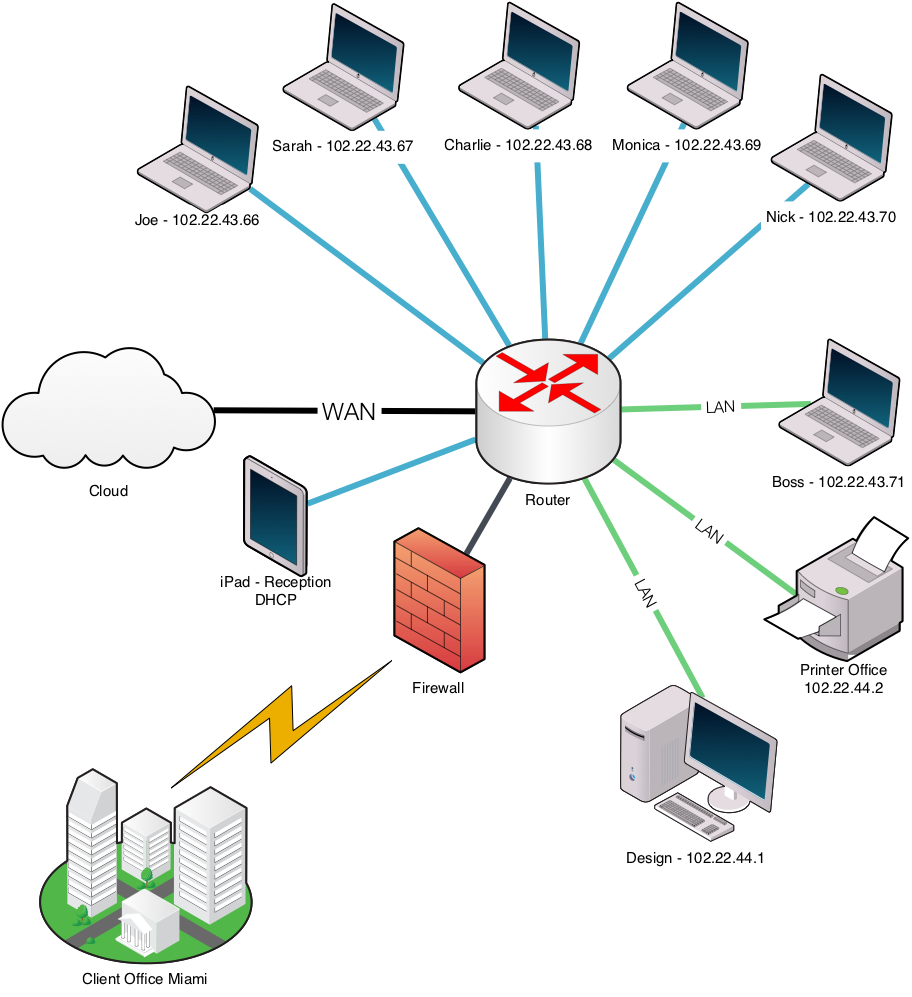 Sarah - 102.22.43.67
Charlie - 102.22.43.68
Monica - 102.22.43.69
Joe - 102.22.43.66
Nick - 102.22.43.70
WAN
LAN
Boss - 102.22.43.71
Cloud
Router
LAN
iPad - Reception
DHCP
LAN
Printer Office
102.22.44.2
Firewall
Design - 102.22.44.1
Client Office Miami